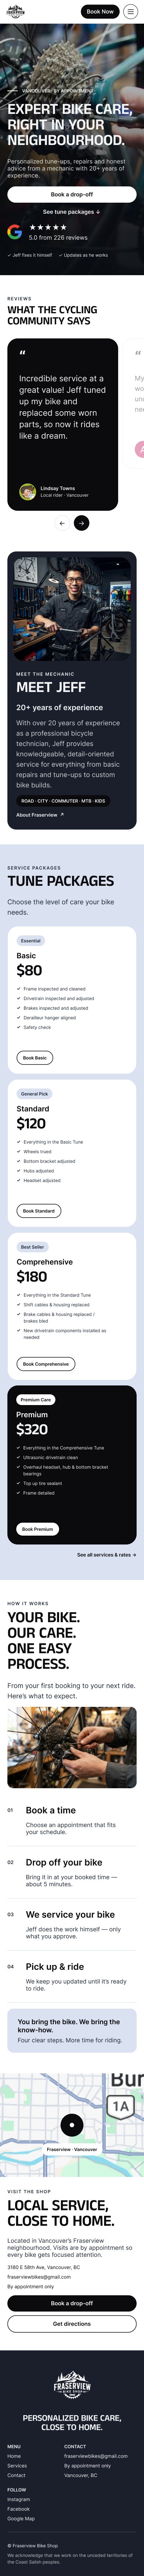 FRASERVIEW
Book Now
VANCOUVER, BY APPOINTMENT
EXPERT BIKE CARE,
RIGHT IN YOUR
NEIGHBOURHOOD.
Personalized tune-ups, repairs and honest
advice from a mechanic with 20+ years of
experience.
Book a drop-off
See tune packages ↓
★★★★★
5.0 from 226 reviews
✓ Jeff fixes it himself ✓ Updates as he works
REVIEWS
WHAT THE CYCLING
COMMUNITY SAYS
“
Incredible service at a
great value! Jeff tuned
up my bike and
replaced some worn
parts, so now it rides
like a dream.
Lindsay Towns
Local rider · Vancouver
“
← →
MEET THE MECHANIC
MEET JEFF
20+ years of experience
With over 20 years of experience
as a professional bicycle
technician, Jeff provides
knowledgeable, detail-oriented
service for everything from basic
repairs and tune-ups to custom
bike builds.
ROAD · CITY · COMMUTER · MTB · KIDS
About Fraserview ↗
SERVICE PACKAGES
TUNE PACKAGES
Choose the level of care your bike
needs.
Essential
Basic
$80
✓ Frame inspected and cleaned
✓ Drivetrain inspected and adjusted
✓ Brakes inspected and adjusted
✓ Derailleur hanger aligned
✓ Safety check
Book Basic
General Pick
Standard
$120
✓ Everything in the Basic Tune
✓ Wheels trued
✓ Bottom bracket adjusted
✓ Hubs adjusted
✓ Headset adjusted
Book Standard
Best Seller
Comprehensive
$180
✓ Everything in the Standard Tune
✓ Shift cables & housing replaced
✓ Brake cables & housing replaced /
brakes bled
✓ New drivetrain components installed as
needed
Book Comprehensive
Premium Care
Premium
$320
✓ Everything in the Comprehensive Tune
✓ Ultrasonic drivetrain clean
✓ Overhaul headset, hub & bottom bracket
bearings
✓ Top up tire sealant
✓ Frame detailed
Book Premium
See all services & rates →
HOW IT WORKS
YOUR BIKE.
OUR CARE.
ONE EASY
PROCESS.
From your first booking to your next ride.
Here’s what to expect.
01 Book a time
Choose an appointment that fits
your schedule.
02 Drop off your bike
Bring it in at your booked time —
about 5 minutes.
03 We service your bike
Jeff does the work himself — only
what you approve.
04 Pick up & ride
We keep you updated until it’s ready
to ride.
You bring the bike. We bring the
know-how.
Four clear steps. More time for riding.
Bur
1A
Fraserview · Vancouver
VISIT THE SHOP
LOCAL SERVICE,
CLOSE TO HOME.
Located in Vancouver’s Fraserview
neighbourhood. Visits are by appointment so
every bike gets focused attention.
3180 E 58th Ave, Vancouver, BC
fraserviewbikes@gmail.com
By appointment only
Book a drop-off
Get directions
FRASERVIEW
BIKE SHOP
PERSONALIZED BIKE CARE,
CLOSE TO HOME.
MENU
Home
Services
Contact
CONTACT
fraserviewbikes@gmail.com
By appointment only
Vancouver, BC
FOLLOW
Instagram
Facebook
Google Map
© Fraserview Bike Shop
We acknowledge that we work on the unceded territories of
the Coast Salish peoples.